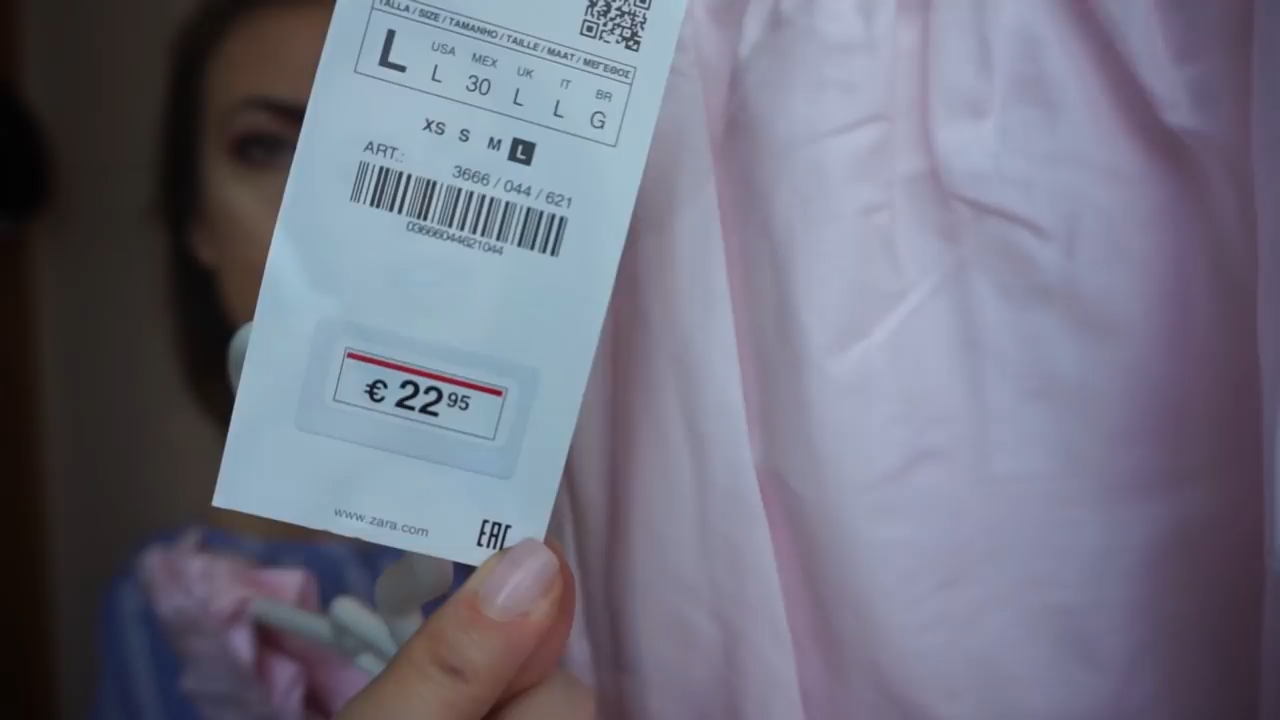 TALLA / SIZE / TAMANHO / TAILLE / MAAT / ΜΕΓΕΘΟΣ
L
USA MEX UK IT BR
L 30 L L G
XS S M L
ART.:
3666 / 044 / 621
03666044621044
€ 22 95
www.zara.com
EAC